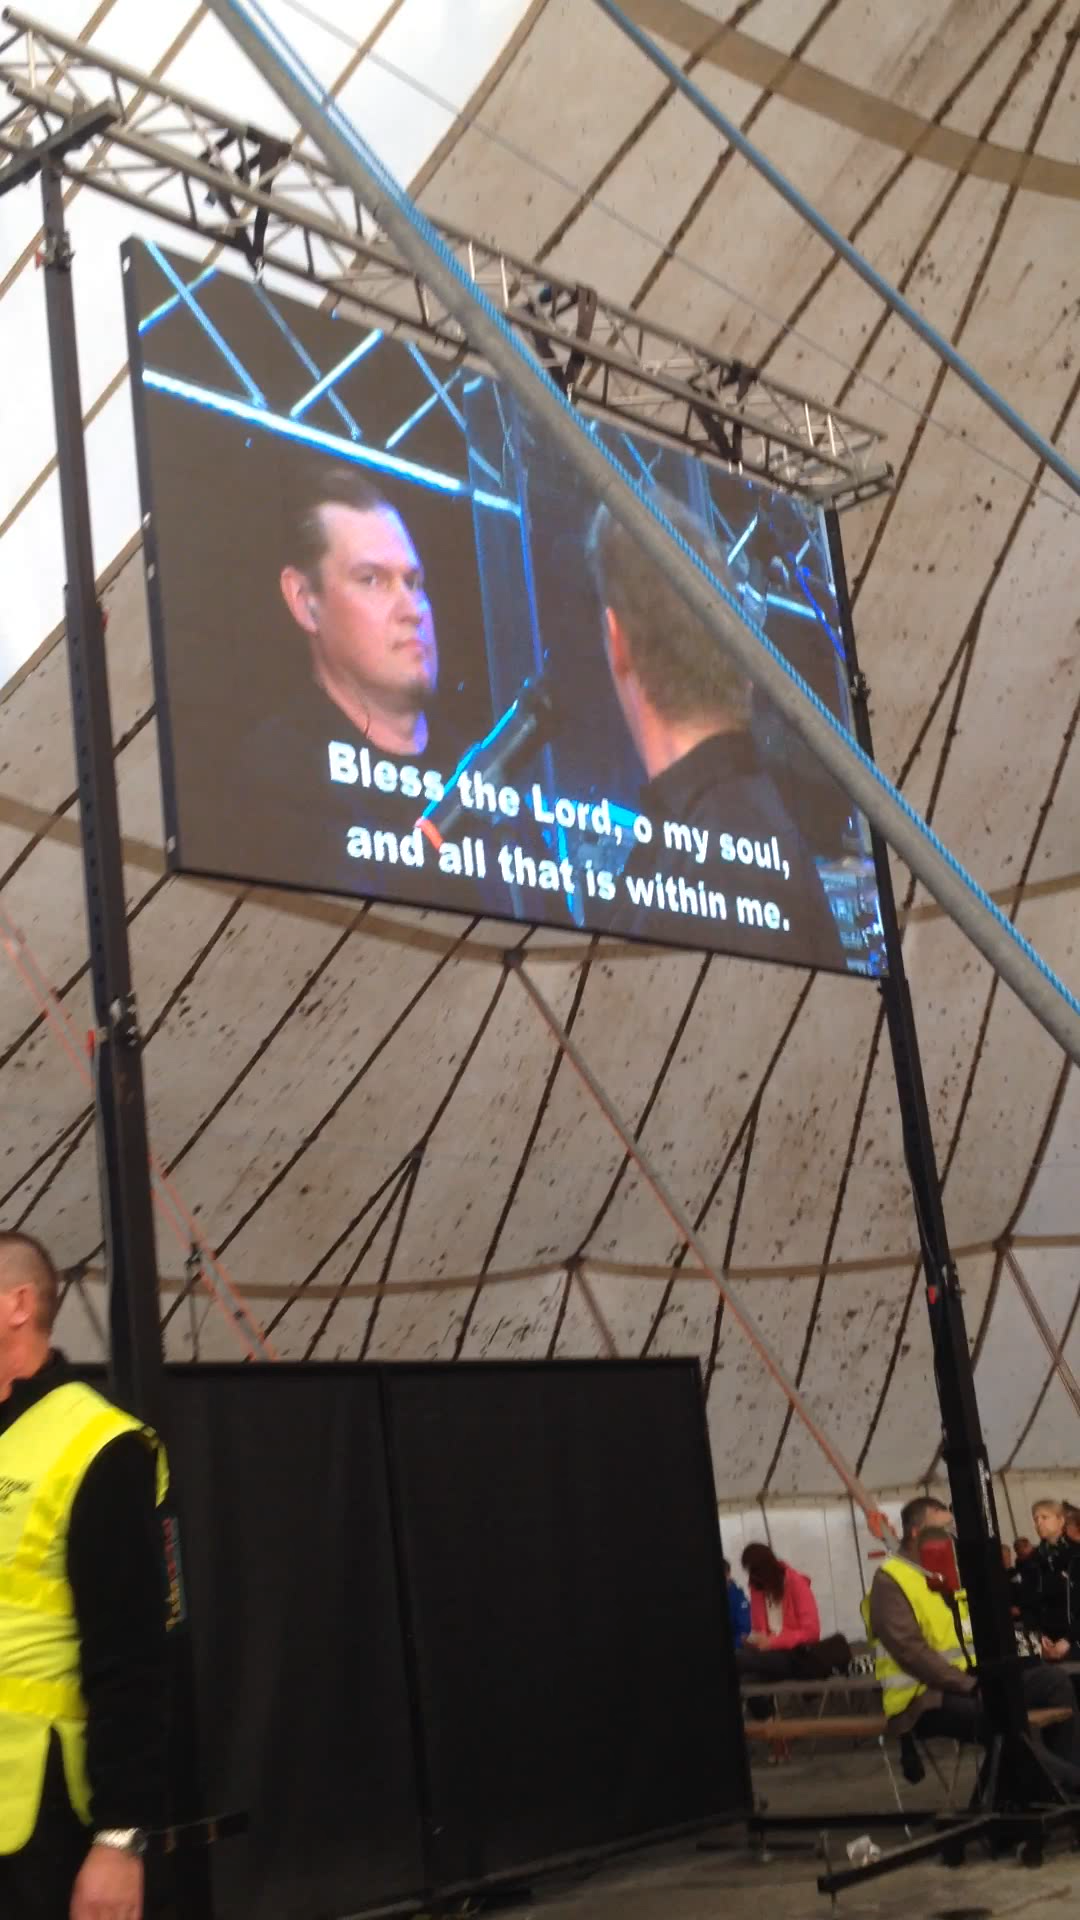 Bless the Lord, o my soul,
and all that is within me.